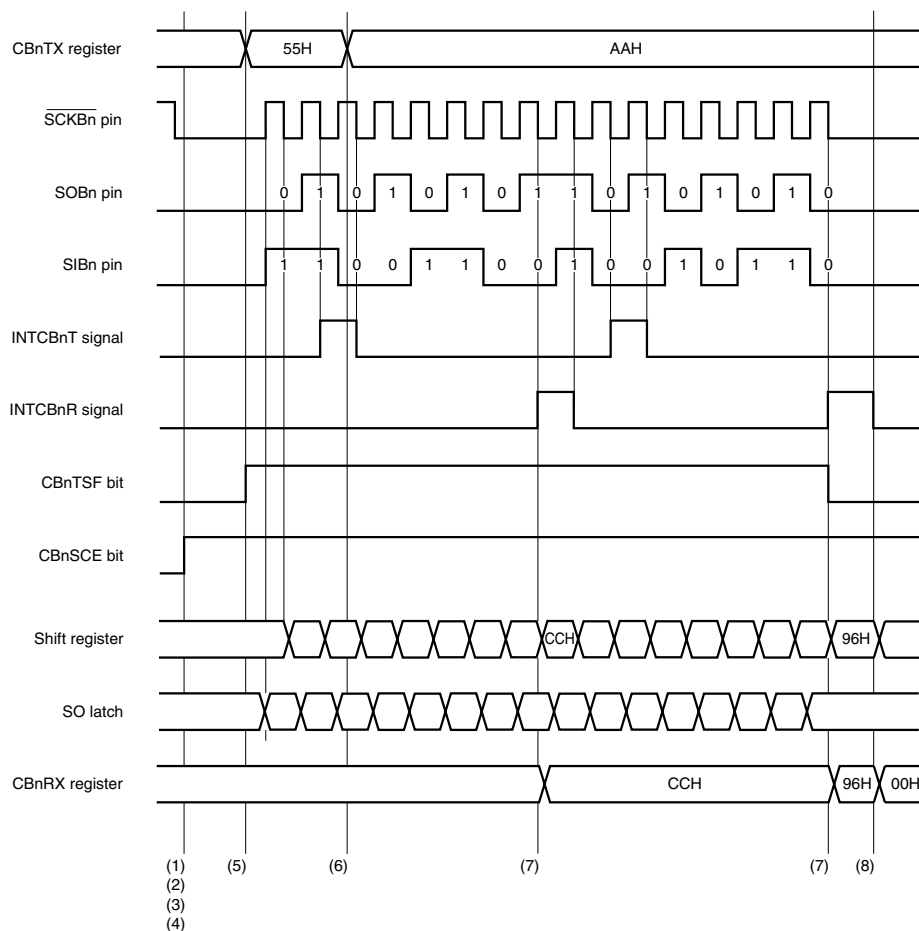 CBnTX register 55H AAH
SCKBn pin
SOBn pin 0 1 0 1 0 1 0 1 1 0 1 0 1 0 1 0
SIBn pin 1 1 0 0 1 1 0 0 1 0 0 1 0 1 1 0
INTCBnT signal
INTCBnR signal
CBnTSF bit
CBnSCE bit
Shift register CCH 96H
SO latch
CBnRX register CCH 96H 00H
(1) (5) (6) (7) (7) (8)
(2)
(3)
(4)